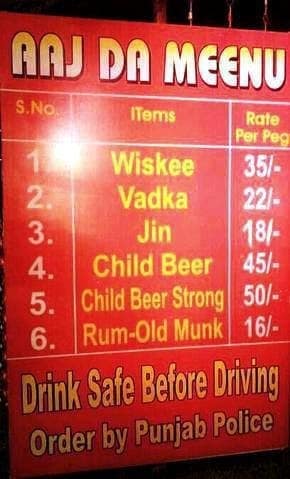 AAJ DA MEENU
S.No. ITems Rate Per Peg
1. Wiskee 35/-
2. Vadka 22/-
3. Jin 18/-
4. Child Beer 45/-
5. Child Beer Strong 50/-
6. Rum-Old Munk 16/-
Drink Safe Before Driving
Order by Punjab Police